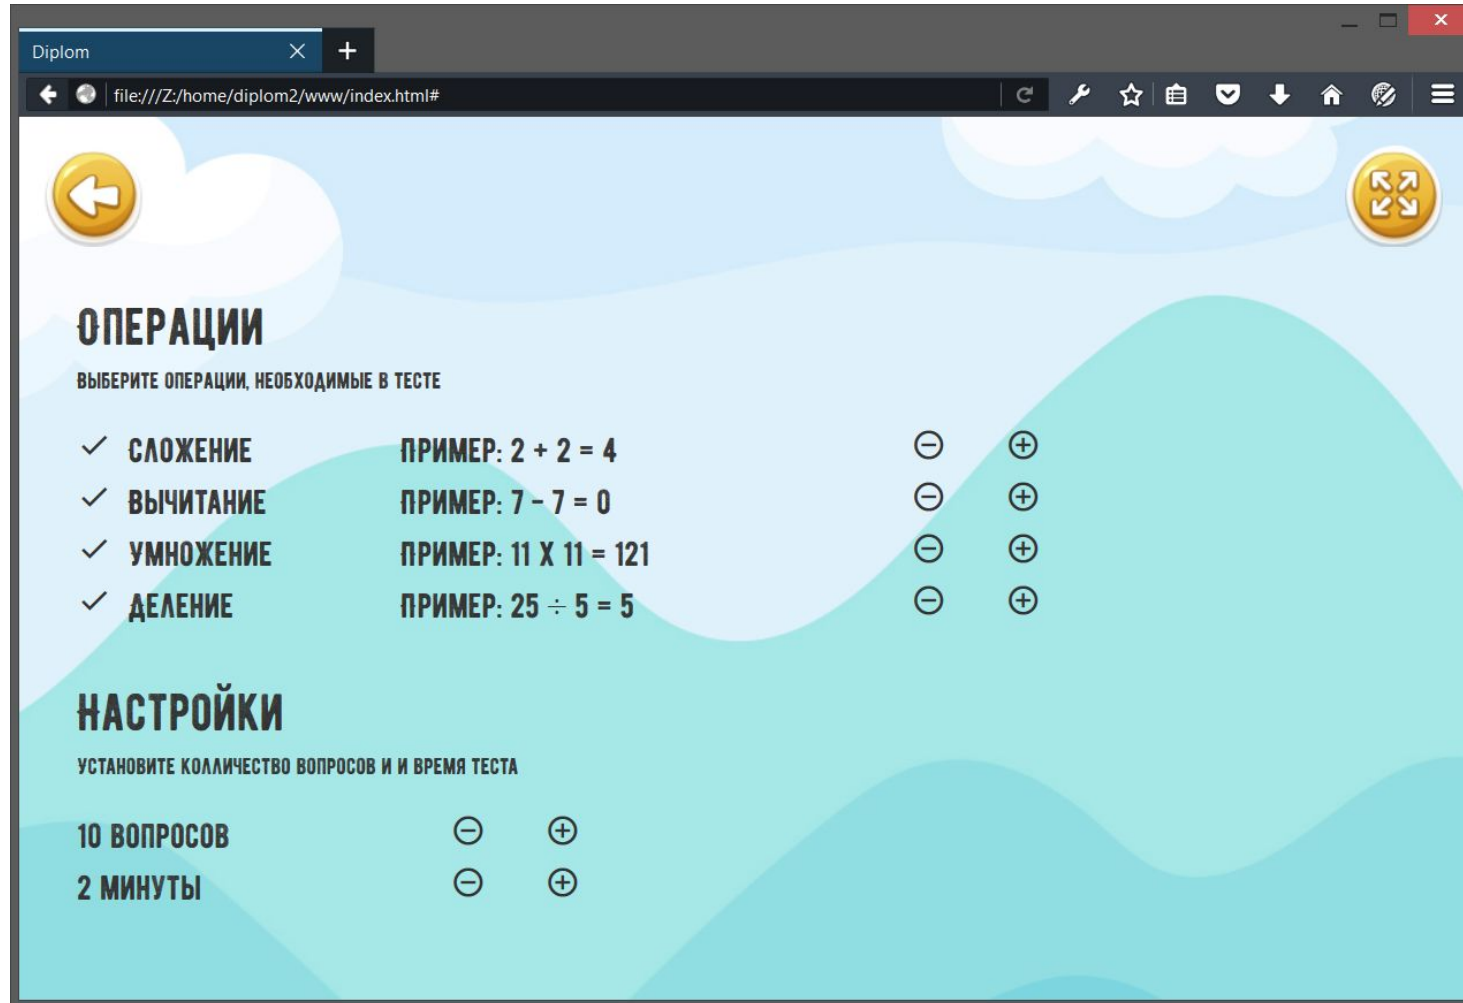 Diplom
file:///Z:/home/diplom2/www/index.html#
Операции
выберите операции, необходимые в тесте
Сложение Пример: 2 + 2 = 4
Вычитание Пример: 7 - 7 = 0
Умножение Пример: 11 X 11 = 121
Деление Пример: 25 ÷ 5 = 5
Настройки
Установите колличество вопросов и и время теста
10 вопросов
2 минуты